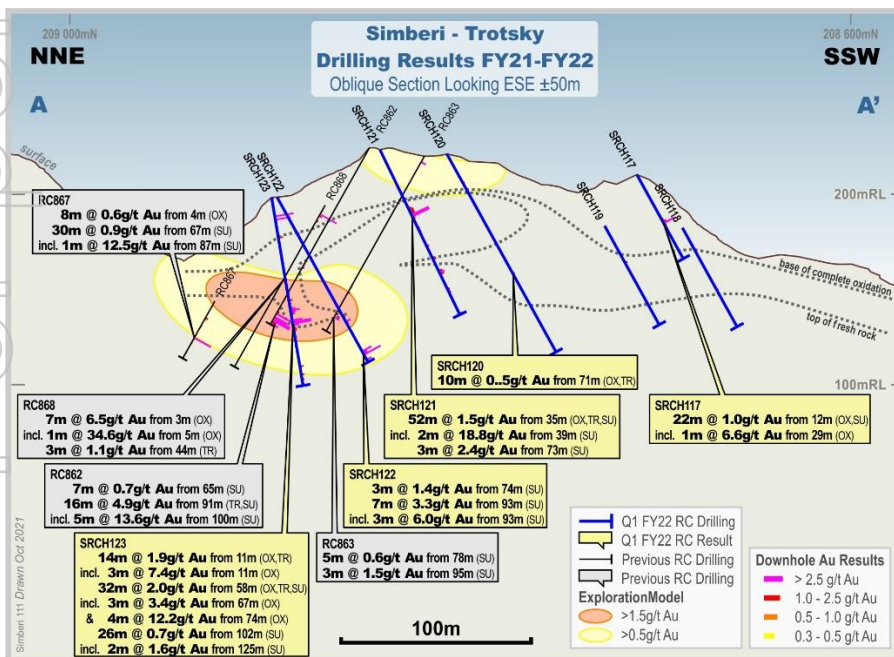 209 000mN
208 600mN
NNE
SSW
Simberi - Trotsky
Drilling Results FY21-FY22
Oblique Section Looking ESE ±50m
A
A'
surface
SRCH121
RC862
SRCH120
RC863
SRCH117
SRCH122
SRCH123
RC868
SRCH119
SRCH118
200mRL
RC867
8m @ 0.6g/t Au from 4m (OX)
30m @ 0.9g/t Au from 67m (SU)
incl. 1m @ 12.5g/t Au from 87m (SU)
RC867
base of complete oxidation
top of fresh rock
100mRL
SRCH120
10m @ 0..5g/t Au from 71m (OX,TR)
RC868
7m @ 6.5g/t Au from 3m (OX)
incl. 1m @ 34.6g/t Au from 5m (OX)
3m @ 1.1g/t Au from 44m (TR)
SRCH121
52m @ 1.5g/t Au from 35m (OX,TR,SU)
incl. 2m @ 18.8g/t Au from 39m (SU)
3m @ 2.4g/t Au from 73m (SU)
SRCH117
22m @ 1.0g/t Au from 12m (OX,SU)
incl. 1m @ 6.6g/t Au from 29m (OX)
RC862
7m @ 0.7g/t Au from 65m (SU)
16m @ 4.9g/t Au from 91m (TR,SU)
incl. 5m @ 13.6g/t Au from 100m (SU)
SRCH122
3m @ 1.4g/t Au from 74m (SU)
7m @ 3.3g/t Au from 93m (SU)
incl. 3m @ 6.0g/t Au from 93m (SU)
SRCH123
14m @ 1.9g/t Au from 11m (OX,TR)
incl. 3m @ 7.4g/t Au from 11m (OX)
32m @ 2.0g/t Au from 58m (OX,TR,SU)
incl. 3m @ 3.4g/t Au from 67m (OX)
& 4m @ 12.2g/t Au from 74m (OX)
26m @ 0.7g/t Au from 102m (SU)
incl. 2m @ 1.6g/t Au from 125m (SU)
RC863
5m @ 0.6g/t Au from 78m (SU)
3m @ 1.5g/t Au from 95m (SU)
Q1 FY22 RC Drilling
Q1 FY22 RC Result
Previous RC Drilling
Previous RC Drilling
ExplorationModel
>1.5g/t Au
>0.5g/t Au
Downhole Au Results
> 2.5 g/t Au
1.0 - 2.5 g/t Au
0.5 - 1.0 g/t Au
0.3 - 0.5 g/t Au
100m
Simberi 111 Drawn Oct 2021